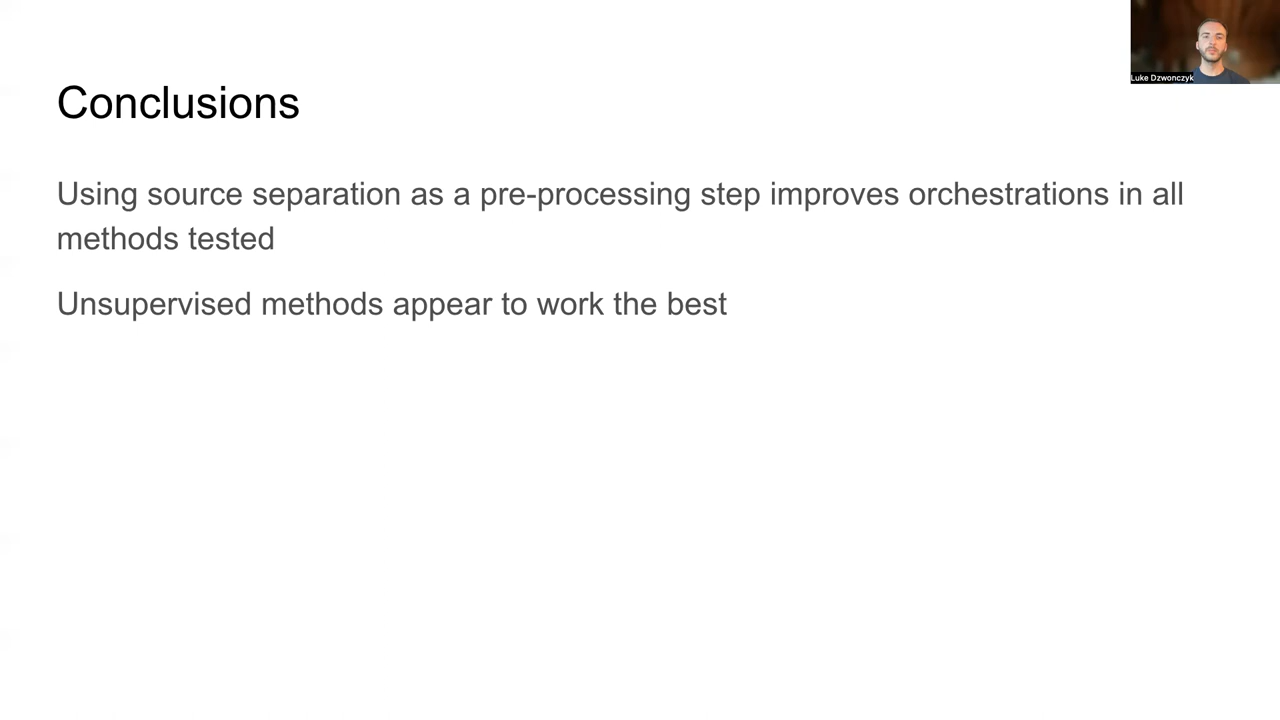 Luke Dzwonczyk
Conclusions
Using source separation as a pre-processing step improves orchestrations in all
methods tested
Unsupervised methods appear to work the best